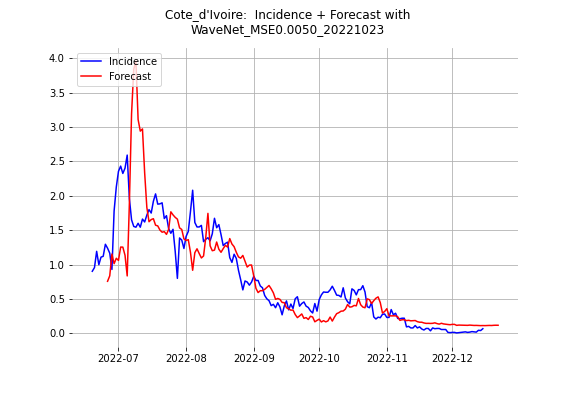 Cote_d'Ivoire:  Incidence + Forecast with
WaveNet_MSE0.0050_20221023
Incidence
Forecast
4.0
3.5
3.0
2.5
2.0
1.5
1.0
0.5
0.0
2022-07 2022-08 2022-09 2022-10 2022-11 2022-12